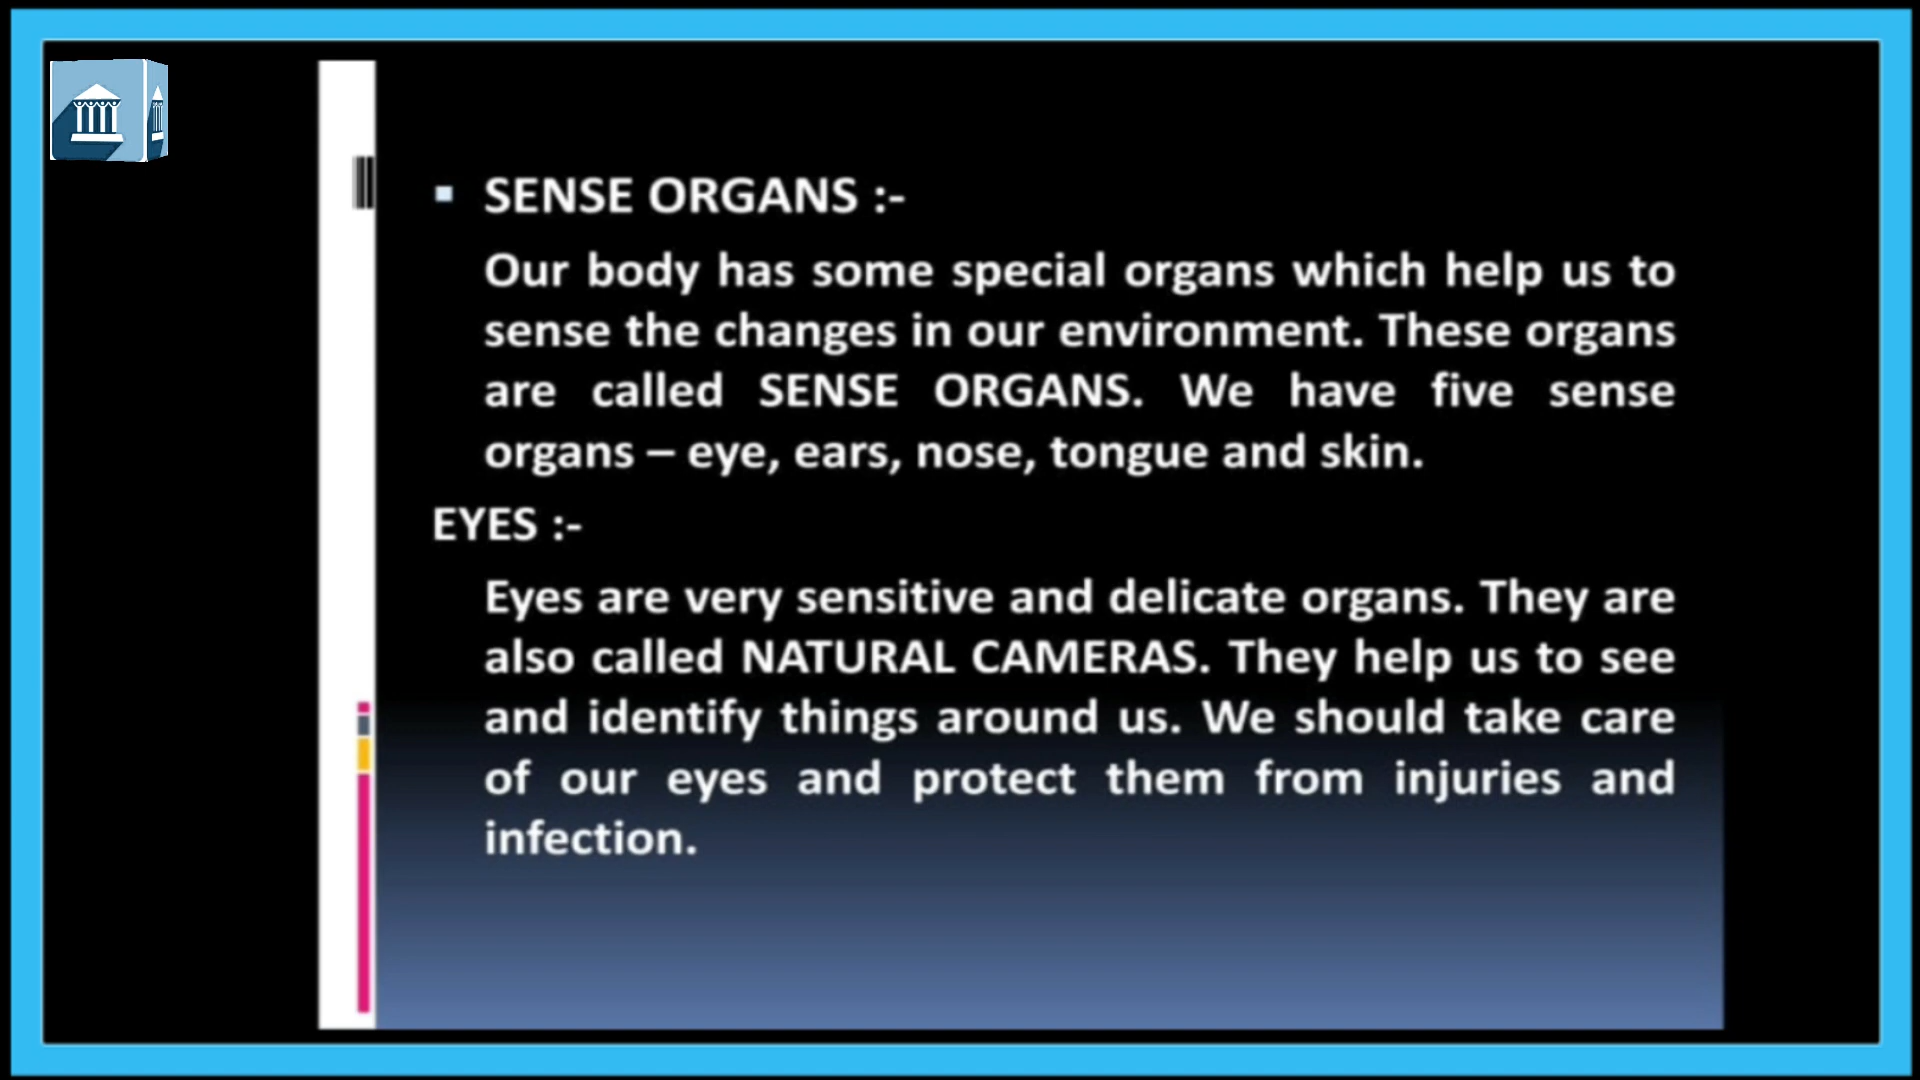 SENSE ORGANS :-
Our body has some special organs which help us to
sense the changes in our environment. These organs
are called SENSE ORGANS. We have five sense
organs – eye, ears, nose, tongue and skin.
EYES :-
Eyes are very sensitive and delicate organs. They are
also called NATURAL CAMERAS. They help us to see
and identify things around us. We should take care
of our eyes and protect them from injuries and
infection.